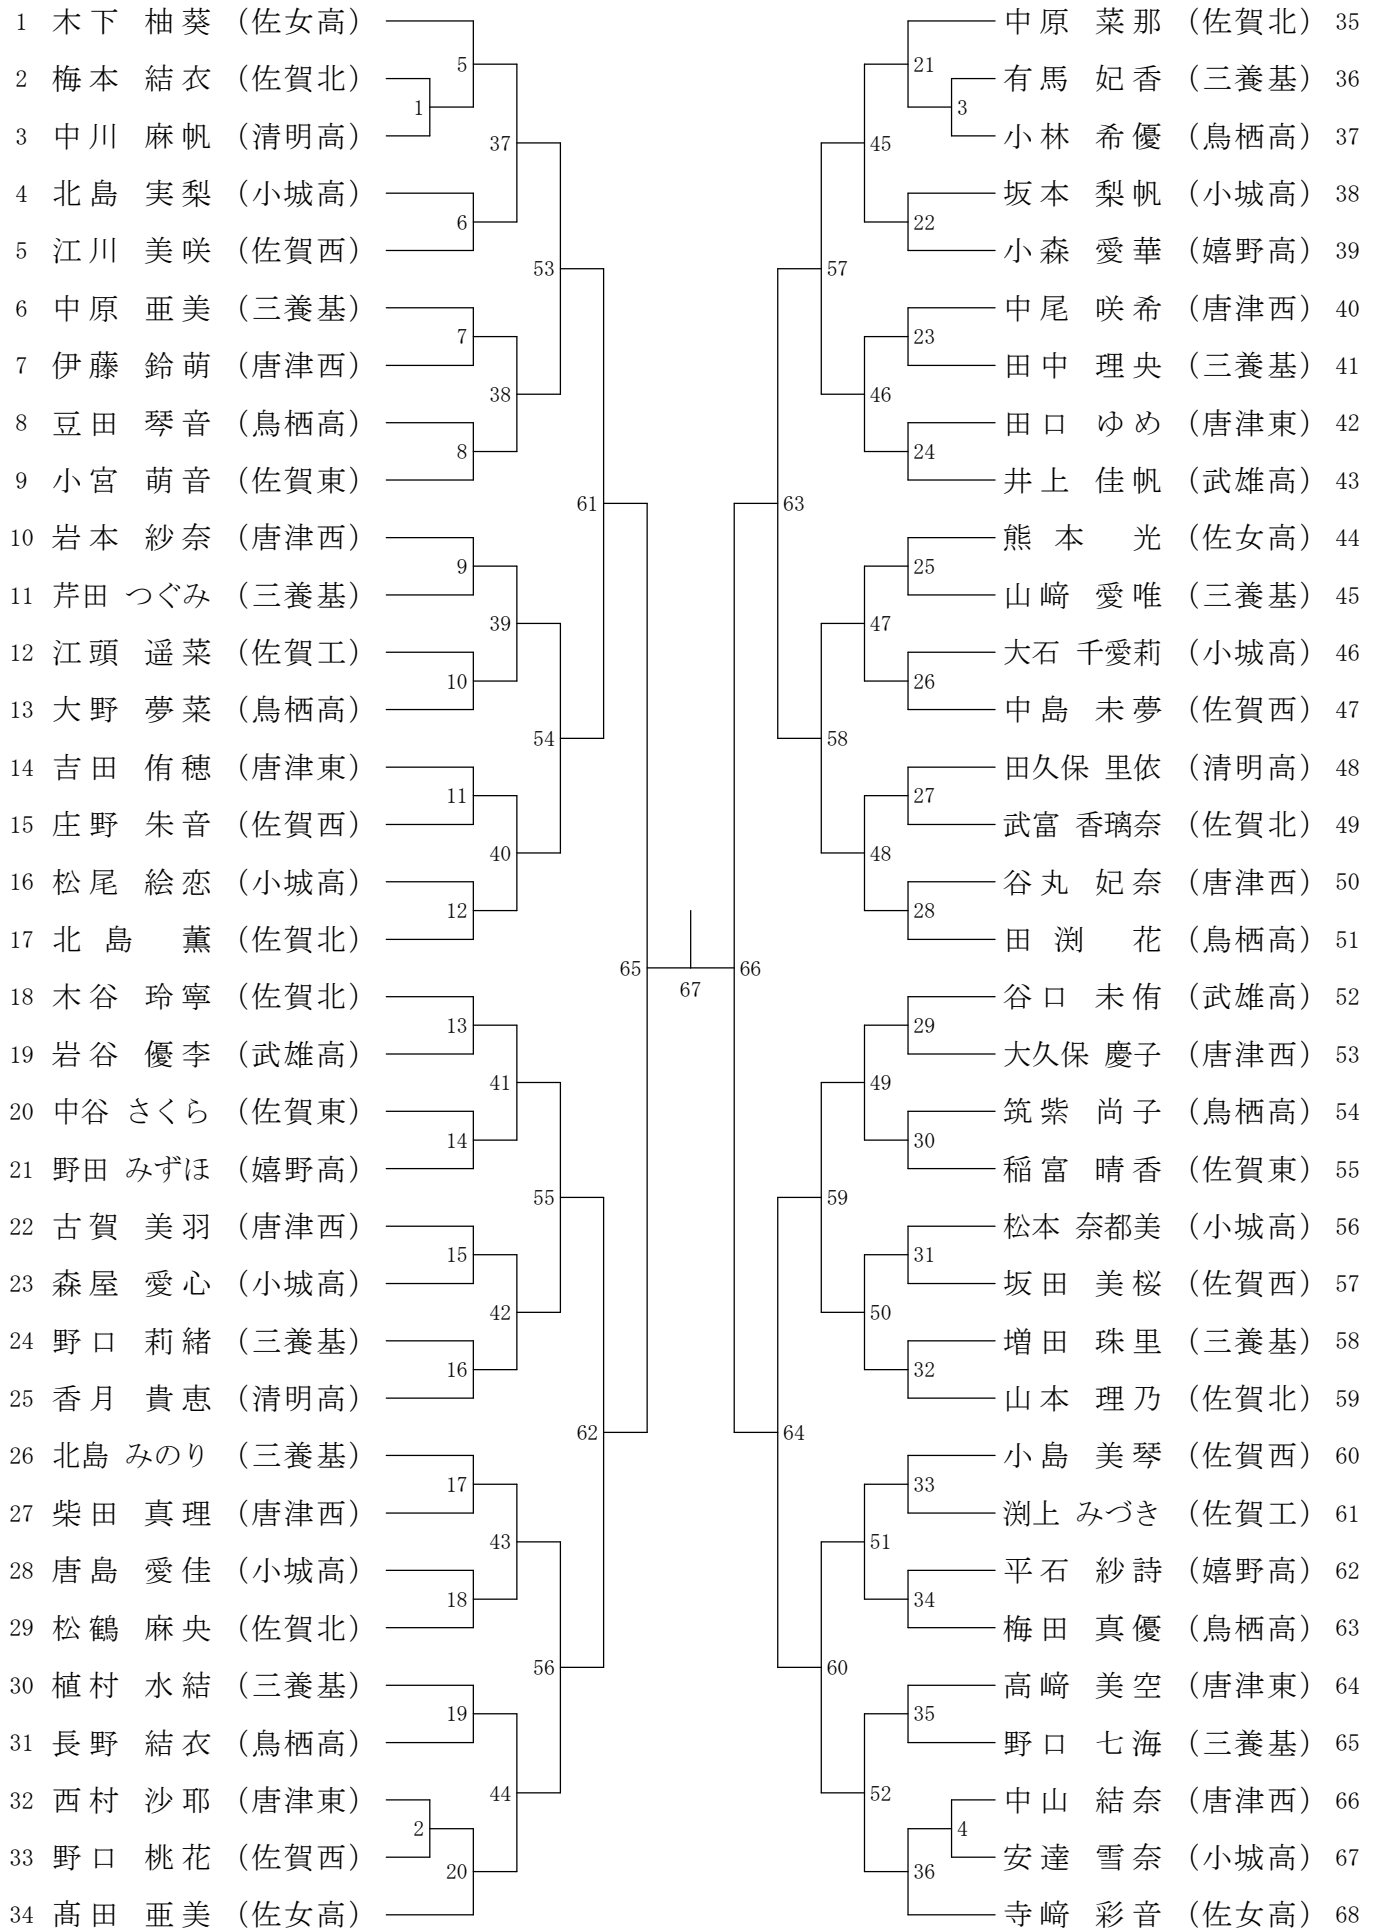 1 木下 柚葵 (佐女高)
2 梅本 結衣 (佐賀北)
3 中川 麻帆 (清明高)
4 北島 実梨 (小城高)
5 江川 美咲 (佐賀西)
6 中原 亜美 (三養基)
7 伊藤 鈴萌 (唐津西)
8 豆田 琴音 (鳥栖高)
9 小宮 萌音 (佐賀東)
10 岩本 紗奈 (唐津西)
11 芹田 つぐみ (三養基)
12 江頭 遥菜 (佐賀工)
13 大野 夢菜 (鳥栖高)
14 吉田 侑穂 (唐津東)
15 庄野 朱音 (佐賀西)
16 松尾 絵恋 (小城高)
17 北島 薫 (佐賀北)
18 木谷 玲寧 (佐賀北)
19 岩谷 優李 (武雄高)
20 中谷 さくら (佐賀東)
21 野田 みずほ (嬉野高)
22 古賀 美羽 (唐津西)
23 森屋 愛心 (小城高)
24 野口 莉緒 (三養基)
25 香月 貴恵 (清明高)
26 北島 みのり (三養基)
27 柴田 真理 (唐津西)
28 唐島 愛佳 (小城高)
29 松鶴 麻央 (佐賀北)
30 植村 水結 (三養基)
31 長野 結衣 (鳥栖高)
32 西村 沙耶 (唐津東)
33 野口 桃花 (佐賀西)
34 髙田 亜美 (佐女高)
5
1
37
6
53
7
38
8
61
9
39
10
54
11
40
12
65
13
41
14
55
15
42
16
62
17
43
18
56
19
44
2
20
67
21
3
45
22
57
23
46
24
63
25
47
26
58
27
48
28
66
29
49
30
59
31
50
32
64
33
51
34
60
35
52
4
36
中原 菜那 (佐賀北) 35
有馬 妃香 (三養基) 36
小林 希優 (鳥栖高) 37
坂本 梨帆 (小城高) 38
小森 愛華 (嬉野高) 39
中尾 咲希 (唐津西) 40
田中 理央 (三養基) 41
田口 ゆめ (唐津東) 42
井上 佳帆 (武雄高) 43
熊本 光 (佐女高) 44
山﨑 愛唯 (三養基) 45
大石 千愛莉 (小城高) 46
中島 未夢 (佐賀西) 47
田久保 里依 (清明高) 48
武富 香璃奈 (佐賀北) 49
谷丸 妃奈 (唐津西) 50
田渕 花 (鳥栖高) 51
谷口 未侑 (武雄高) 52
大久保 慶子 (唐津西) 53
筑紫 尚子 (鳥栖高) 54
稲富 晴香 (佐賀東) 55
松本 奈都美 (小城高) 56
坂田 美桜 (佐賀西) 57
増田 珠里 (三養基) 58
山本 理乃 (佐賀北) 59
小島 美琴 (佐賀西) 60
渕上 みづき (佐賀工) 61
平石 紗詩 (嬉野高) 62
梅田 真優 (鳥栖高) 63
高﨑 美空 (唐津東) 64
野口 七海 (三養基) 65
中山 結奈 (唐津西) 66
安達 雪奈 (小城高) 67
寺﨑 彩音 (佐女高) 68